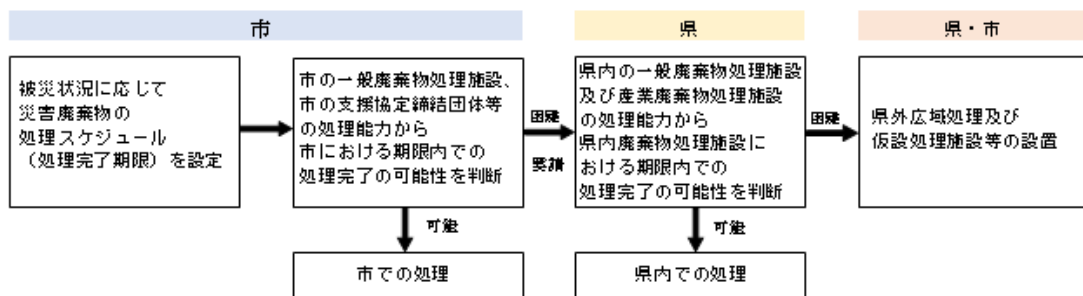 市
県
県・市
被災状況に応じて
災害廃棄物の
処理スケジュール
（処理完了期限）を設定
市の一般廃棄物処理施設、
市の支援協定締結団体等
の処理能力から
市における期限内での
処理完了の可能性を判断
困難
要請
県内の一般廃棄物処理施設
及び産業廃棄物処理施設
の処理能力から
県内廃棄物処理施設に
おける期限内での
処理完了の可能性を判断
困難
県外広域処理及び
仮設処理施設等の設置
可能
可能
市での処理
県内での処理